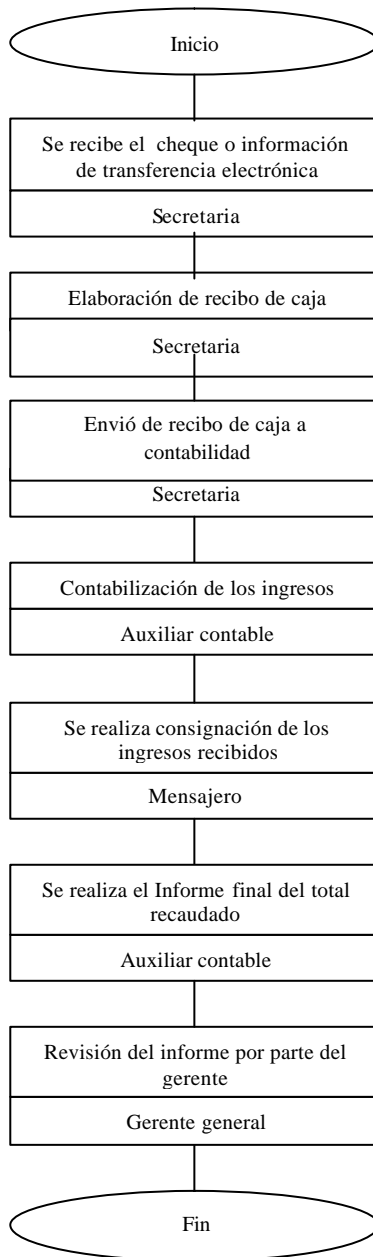 Inicio
Se recibe el cheque o información
de transferencia electrónica
Secretaria
Elaboración de recibo de caja
Secretaria
Envió de recibo de caja a
contabilidad
Secretaria
Contabilización de los ingresos
Auxiliar contable
Se realiza consignación de los
ingresos recibidos
Mensajero
Se realiza el Informe final del total
recaudado
Auxiliar contable
Revisión del informe por parte del
gerente
Gerente general
Fin